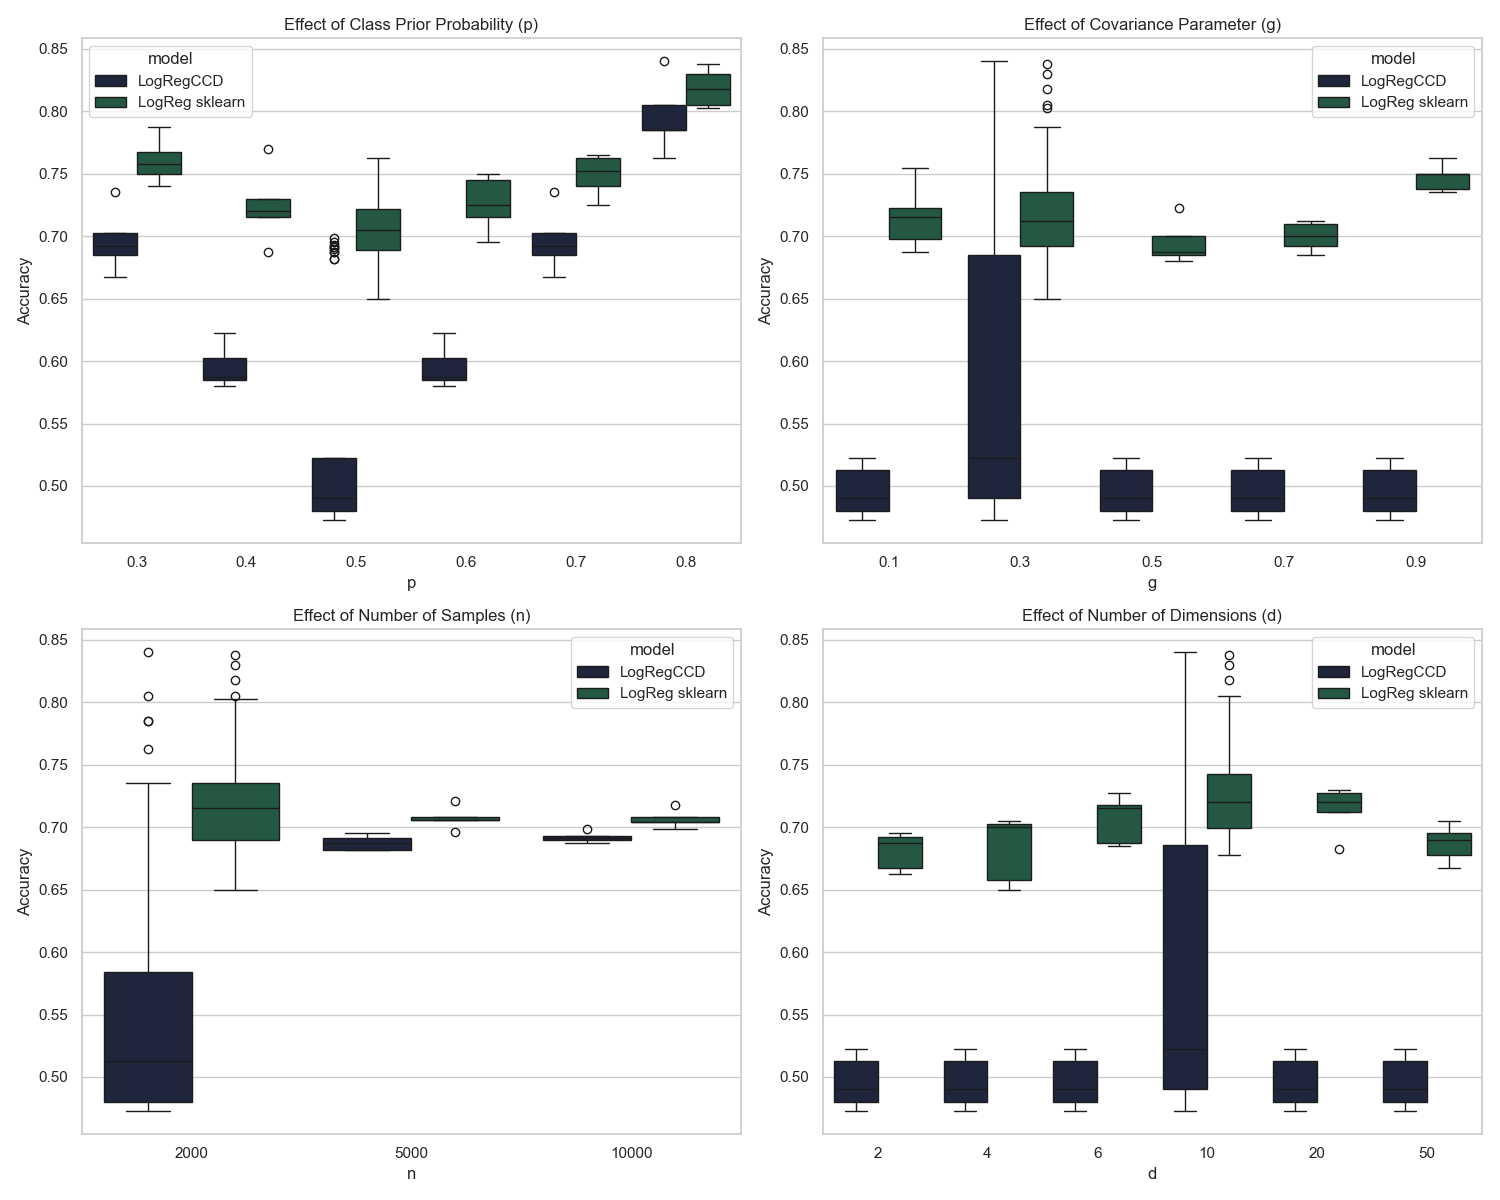 Effect of Class Prior Probability (p)
model
LogRegCCD
LogReg sklearn
0.85
0.80
0.75
0.70
0.65
0.60
0.55
0.50
Accuracy
0.3 0.4 0.5 0.6 0.7 0.8
p
Effect of Covariance Parameter (g)
model
LogRegCCD
LogReg sklearn
0.85
0.80
0.75
0.70
0.65
0.60
0.55
0.50
Accuracy
0.1 0.3 0.5 0.7 0.9
g
Effect of Number of Samples (n)
model
LogRegCCD
LogReg sklearn
0.85
0.80
0.75
0.70
0.65
0.60
0.55
0.50
Accuracy
2000 5000 10000
n
Effect of Number of Dimensions (d)
model
LogRegCCD
LogReg sklearn
0.85
0.80
0.75
0.70
0.65
0.60
0.55
0.50
Accuracy
2 4 6 10 20 50
d